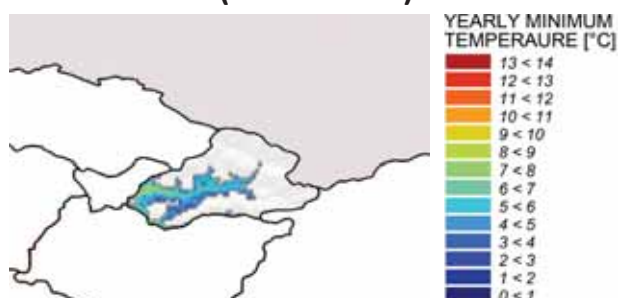 YEARLY MINIMUM
TEMPERAURE [°C]
13 < 14
12 < 13
11 < 12
10 < 11
9 < 10
8 < 9
7 < 8
6 < 7
5 < 6
4 < 5
3 < 4
2 < 3
1 < 2
0 < 1